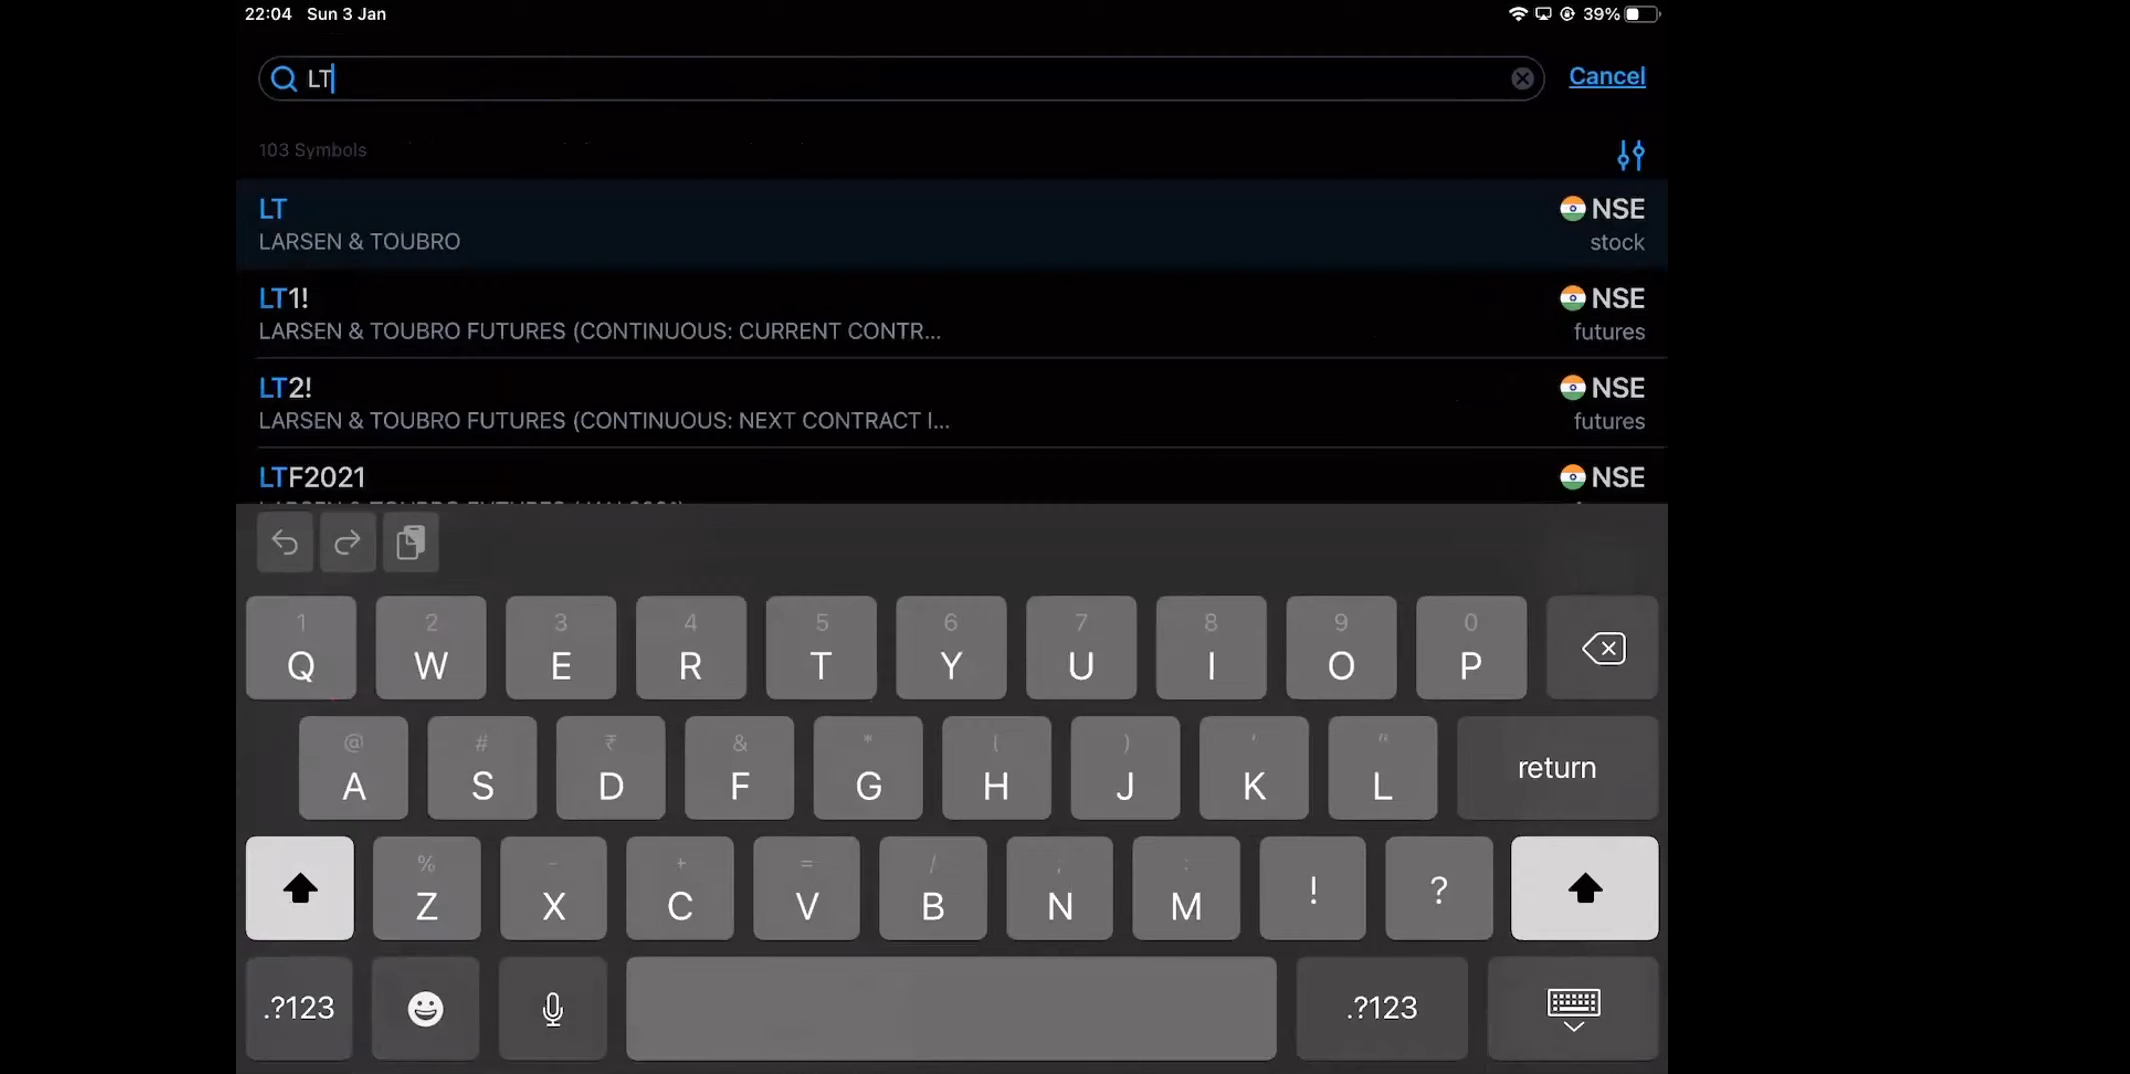 22:04 Sun 3 Jan 39%
LT Cancel
103 Symbols
LT NSE
LARSEN & TOUBRO stock
LT1! NSE
LARSEN & TOUBRO FUTURES (CONTINUOUS: CURRENT CONTR... futures
LT2! NSE
LARSEN & TOUBRO FUTURES (CONTINUOUS: NEXT CONTRACT I... futures
LTF2021 NSE
1 2 3 4 5 6 7 8 9 0
Q W E R T Y U I O P
@ # ₹ & * ( ) ' "
A S D F G H J K L return
% - + = / ; :
Z X C V B N M ! ?
.?123 .?123